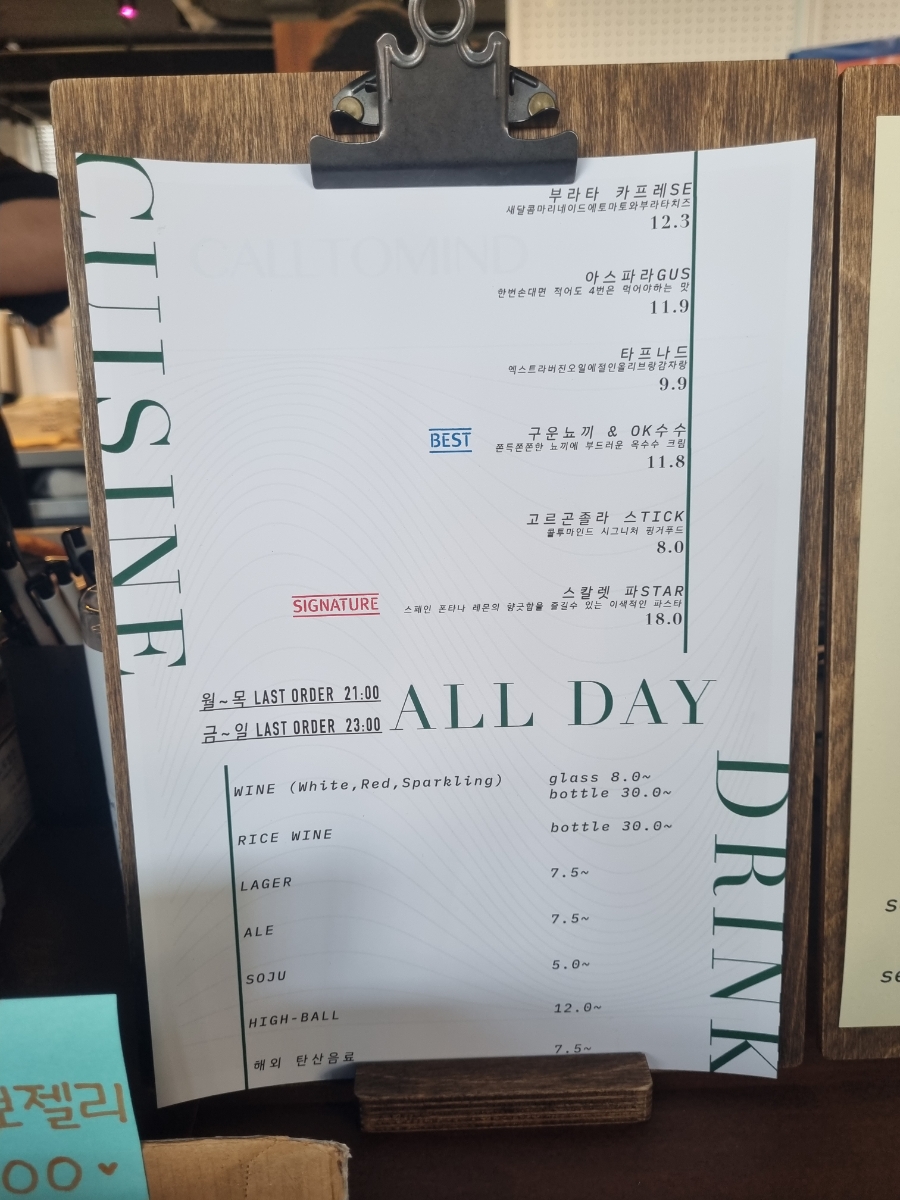 CUISINE
CALLTOMIND
부라타 카프레SE
새달콤마리네이드에토마토와부라타치즈
12.3
아스파라GUS
한번손대면 적어도 4번은 먹어야하는 맛
11.9
타프나드
엑스트라버진오일에절인올리브랑감자랑
9.9
BEST
구운뇨끼 & OK수수
쫀득쫀쫀한 뇨끼에 부드러운 옥수수 크림
11.8
고르곤졸라 스TICK
콜투마인드 시그니처 핑거푸드
8.0
SIGNATURE
스칼렛 파STAR
스페인 폰타나 레몬의 향긋함을 즐길수 있는 이색적인 파스타
18.0
월~목 LAST ORDER 21:00
금~일 LAST ORDER 23:00
ALL DAY
DRINK
WINE (White,Red,Sparkling) glass 8.0~
bottle 30.0~
RICE WINE bottle 30.0~
LAGER 7.5~
ALE 7.5~
SOJU 5.0~
HIGH-BALL 12.0~
해외 탄산음료 7.5~
젤리
00